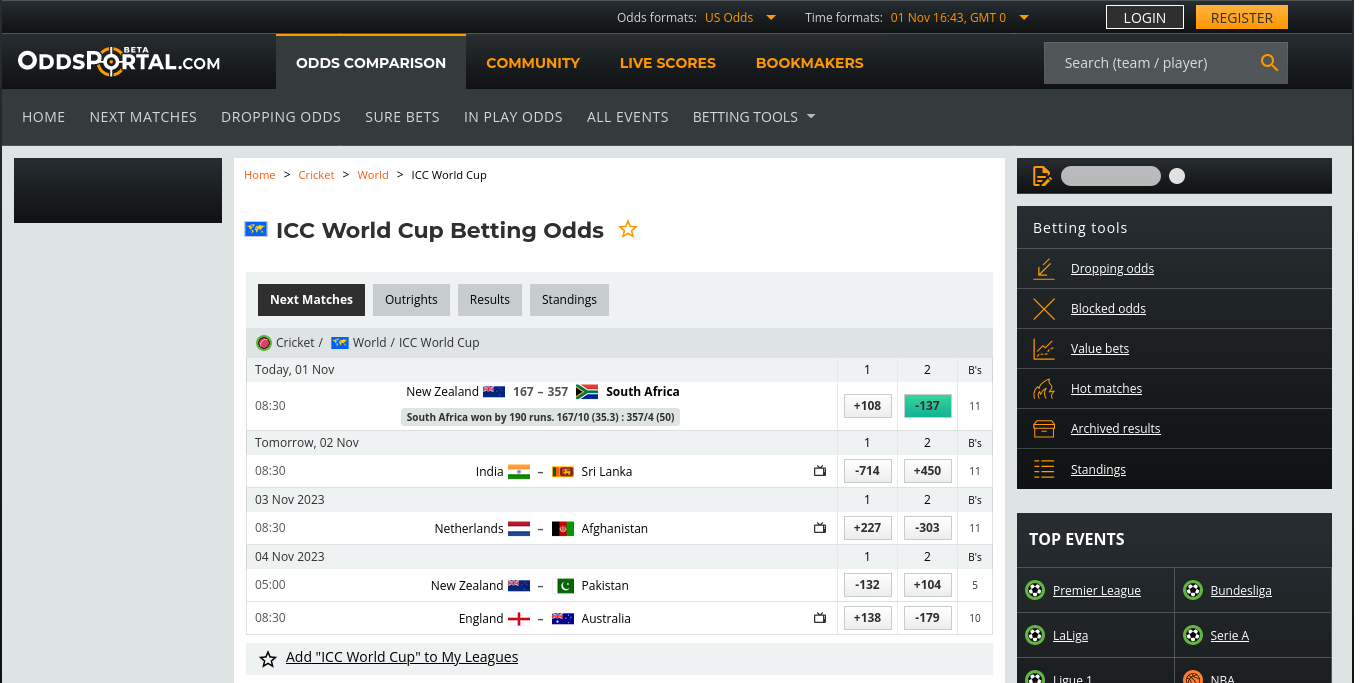 Odds formats: US Odds Time formats: 01 Nov 16:43, GMT 0 LOGIN REGISTER
ODDSPORTAL.COM BETA ODDS COMPARISON COMMUNITY LIVE SCORES BOOKMAKERS Search (team / player)
HOME NEXT MATCHES DROPPING ODDS SURE BETS IN PLAY ODDS ALL EVENTS BETTING TOOLS
Home > Cricket > World > ICC World Cup
ICC World Cup Betting Odds
Next Matches Outrights Results Standings
Cricket / World / ICC World Cup
Today, 01 Nov 1 2 B's
08:30 New Zealand 167 – 357 South Africa +108 -137 11
South Africa won by 190 runs. 167/10 (35.3) : 357/4 (50)
Tomorrow, 02 Nov 1 2 B's
08:30 India – Sri Lanka -714 +450 11
03 Nov 2023 1 2 B's
08:30 Netherlands – Afghanistan +227 -303 11
04 Nov 2023 1 2 B's
05:00 New Zealand – Pakistan -132 +104 5
08:30 England – Australia +138 -179 10
Add "ICC World Cup" to My Leagues
Betting tools
Dropping odds
Blocked odds
Value bets
Hot matches
Archived results
Standings
TOP EVENTS
Premier League Bundesliga
LaLiga Serie A
Ligue 1 NBA